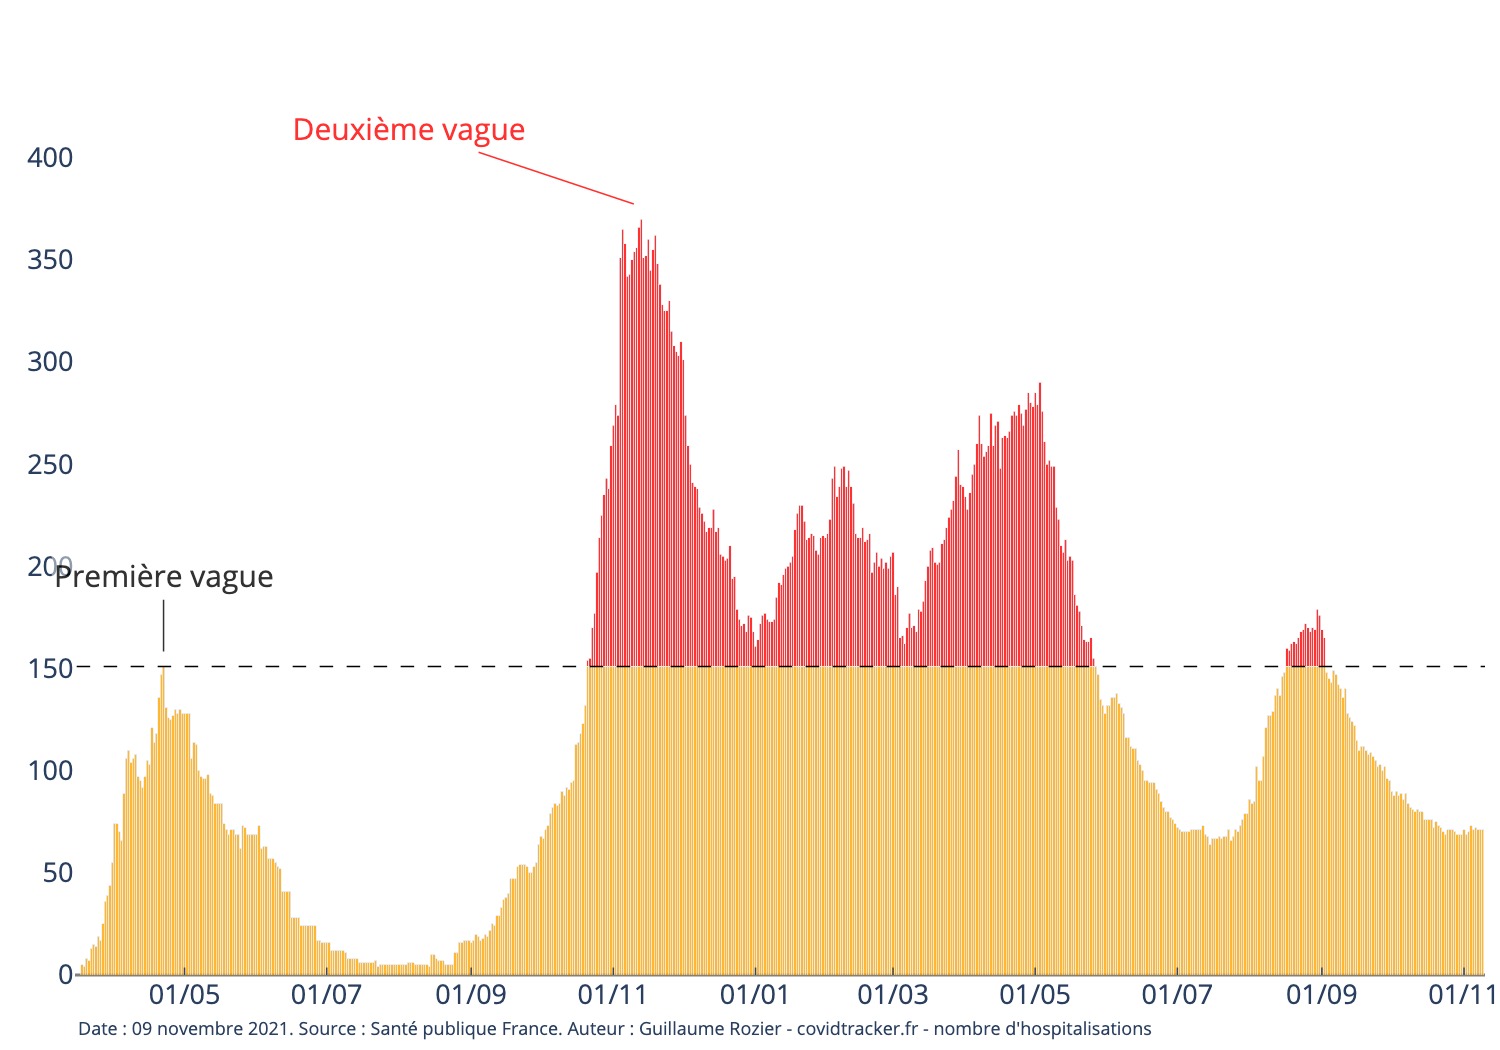 Deuxième vague
400
350
300
250
200
Première vague
150
100
50
0
01/05 01/07 01/09 01/11 01/01 01/03 01/05 01/07 01/09 01/11
Date : 09 novembre 2021. Source : Santé publique France. Auteur : Guillaume Rozier - covidtracker.fr - nombre d'hospitalisations